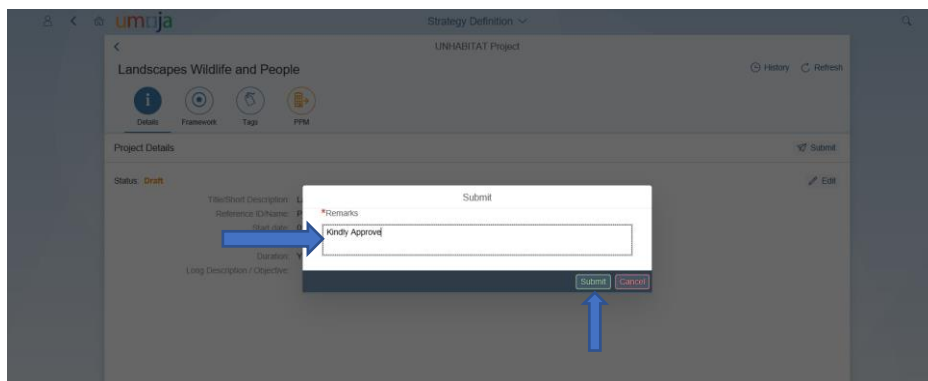 umoja
Strategy Definition
UNHABITAT Project
Landscapes Wildlife and People
History Refresh
Details Framework Tags PPM
Project Details
Submit
Status: Draft
Edit
Title/Short Description:
Reference ID/Name:
Start date:
Duration:
Long Description / Objective:
Submit
*Remarks
Kindly Approve
Submit Cancel